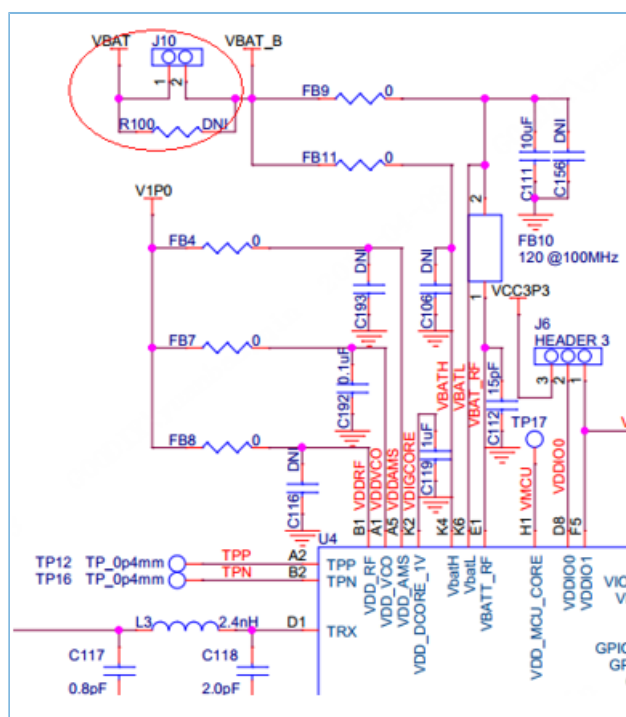 VBAT J10 VBAT_B
1 2
R100 DNI
FB9 0
FB11 0
10uF DNI
C111 C156
V1P0
FB4 0
2
FB10
120 @100MHz
1
DNI DNI
C193 C106
VCC3P3
J6
HEADER 3
3 2 1
FB7 0
0.1uF
C192
VBATH VBATL VBAT_RF
15pF
C112
TP17
FB8 0
DNI
C116
VDDRF VDDVCO VDDAMS VDIGCORE
1uF
C119
VMCU VDDIO0 V
B1 A1 A5 K2 K4 K6 E1 H1 D8 F5
U4
TP12 TP_0p4mm TPP A2 TPP
TP16 TP_0p4mm TPN B2 TPN
VDD_RF VDD_VCO VDD_AMS VDD_DCORE_1V VbatH VbatL VBATT_RF VDD_MCU_CORE VDDIO0 VDDIO1
VIO
V
L3 2.4nH D1 TRX
GPIO
GP
C117 C118
0.8pF 2.0pF